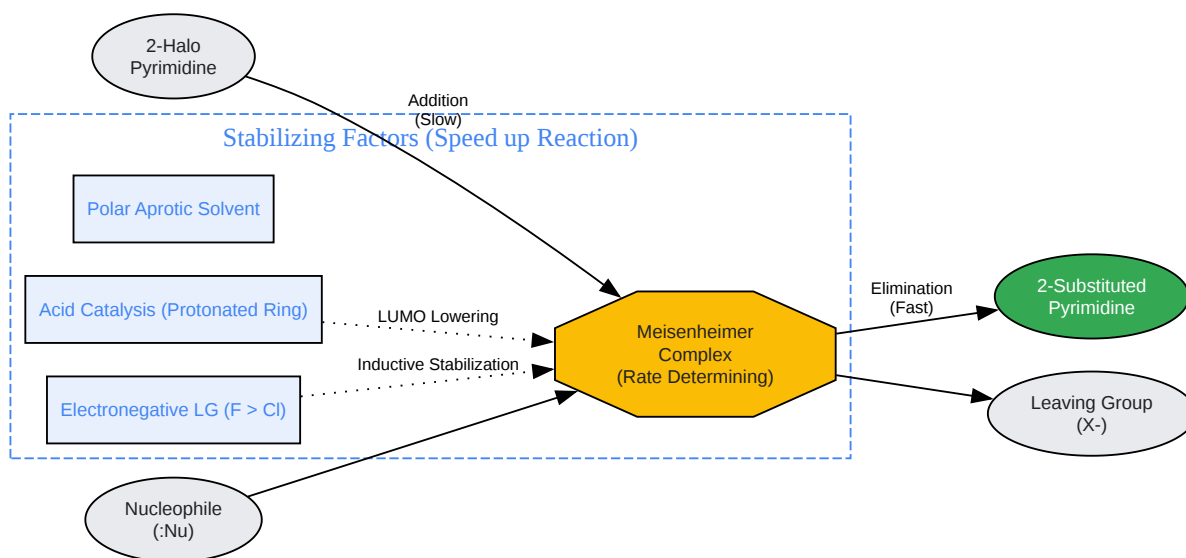 2-Halo
Pyrimidine
Addition
(Slow)
Stabilizing Factors (Speed up Reaction)
Polar Aprotic Solvent
Acid Catalysis (Protonated Ring)
LUMO Lowering
Inductive Stabilization
Electronegative LG (F > Cl)
Meisenheimer
Complex
(Rate Determining)
Elimination
(Fast)
2-Substituted
Pyrimidine
Leaving Group
(X-)
Nucleophile
(:Nu)